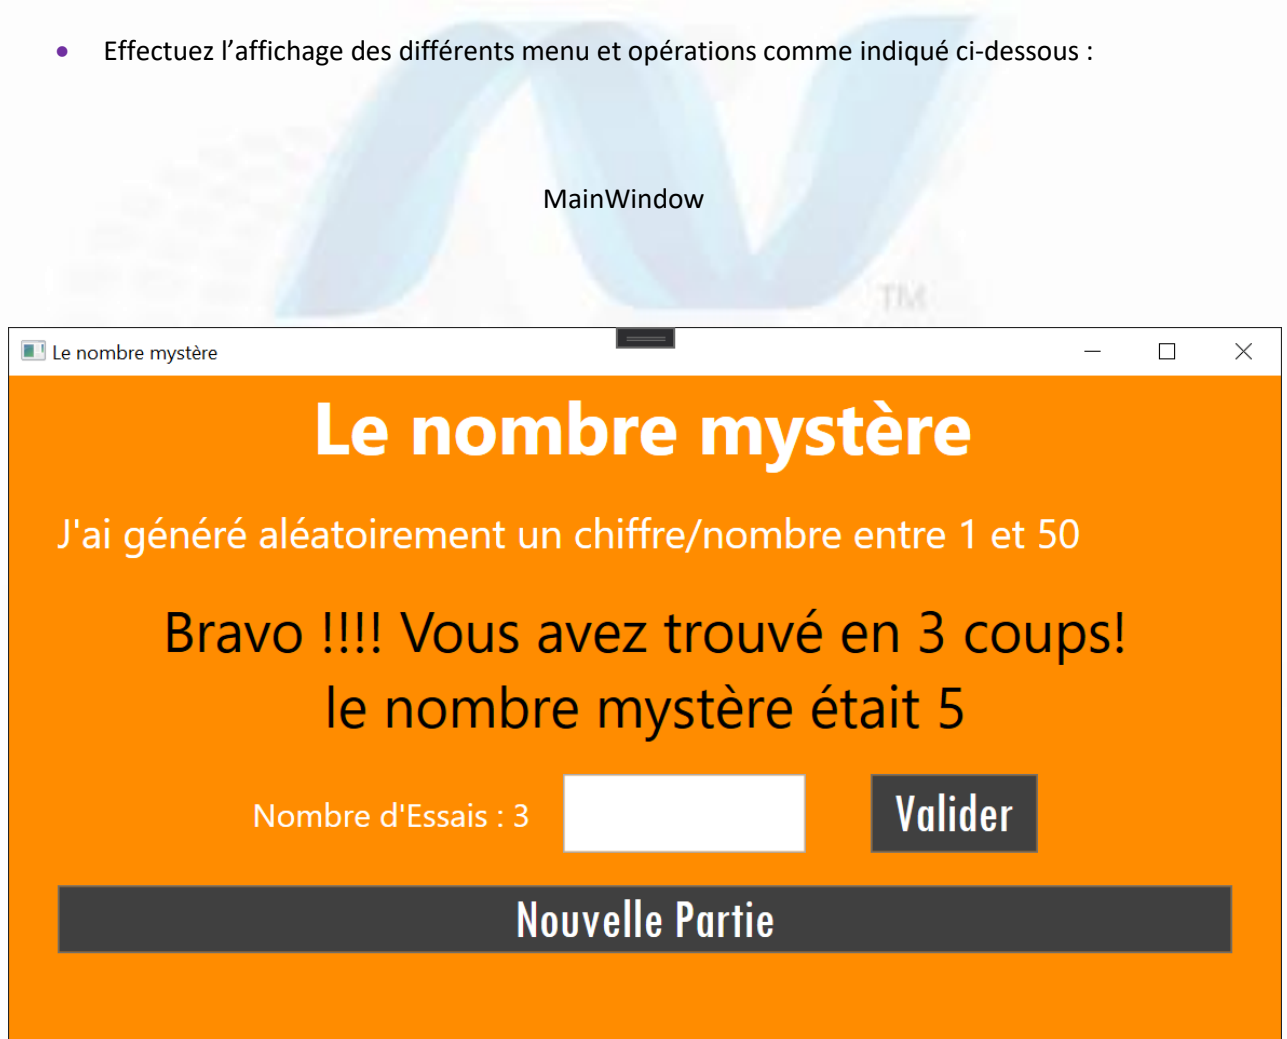 Effectuez l’affichage des différents menu et opérations comme indiqué ci-dessous :
MainWindow
TM
Le nombre mystère
Le nombre mystère
J'ai généré aléatoirement un chiffre/nombre entre 1 et 50
Bravo !!!! Vous avez trouvé en 3 coups!
le nombre mystère était 5
Nombre d'Essais : 3
Valider
Nouvelle Partie